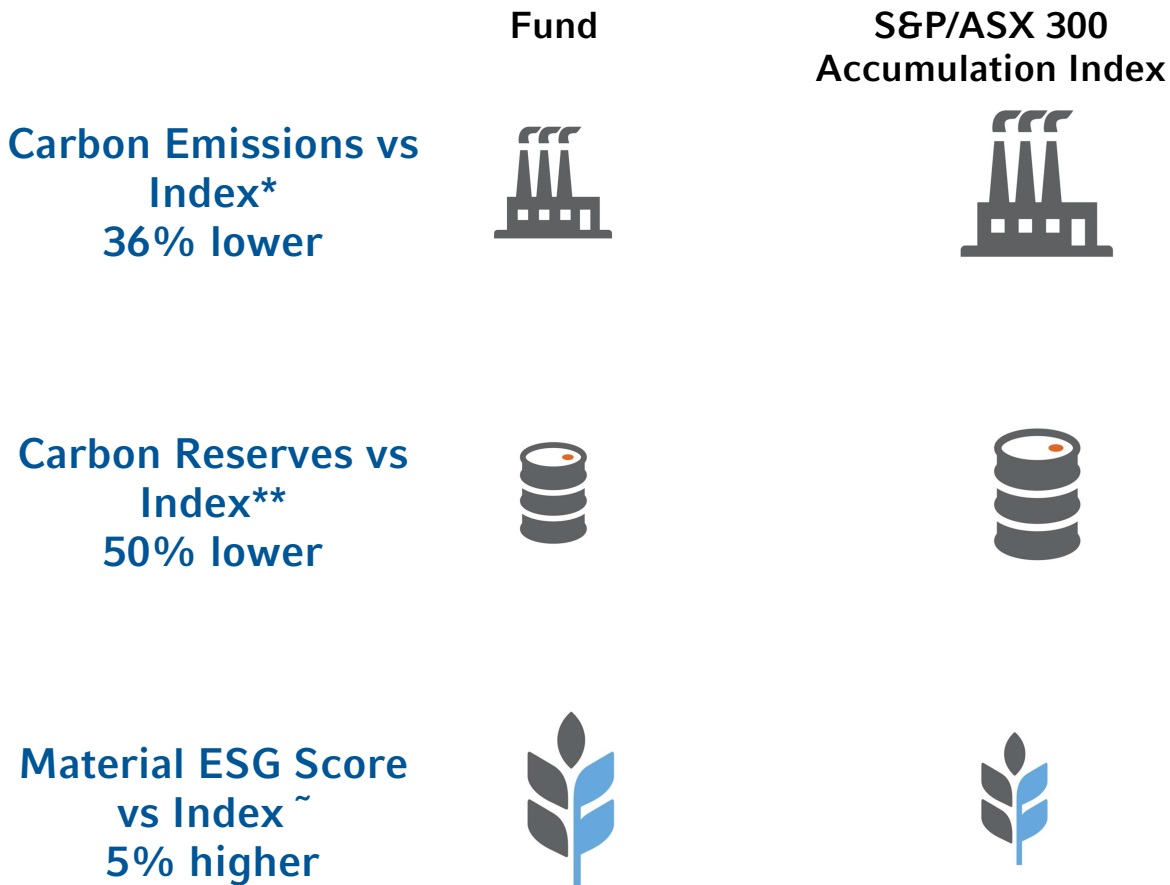 Fund
S&P/ASX 300
Accumulation Index
Carbon Emissions vs
Index*
36% lower
Carbon Reserves vs
Index**
50% lower
Material ESG Score
vs Index ~
5% higher